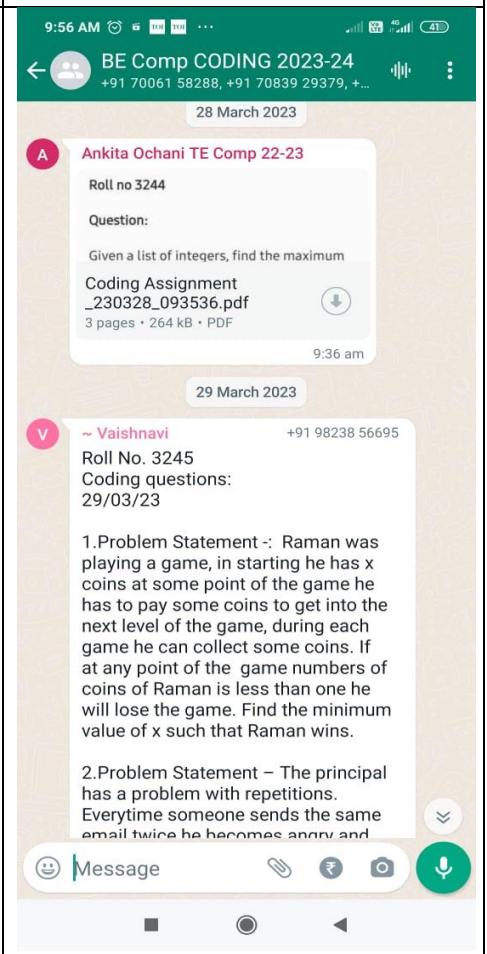 9:56 AM
41
BE Comp CODING 2023-24
+91 70061 58288, +91 70839 29379, +...
28 March 2023
A
Ankita Ochani TE Comp 22-23
Roll no 3244
Question:
Given a list of integers, find the maximum
Coding Assignment
_230328_093536.pdf
3 pages • 264 kB • PDF
9:36 am
29 March 2023
V
~ Vaishnavi +91 98238 56695
Roll No. 3245
Coding questions:
29/03/23
1.Problem Statement -:  Raman was
playing a game, in starting he has x
coins at some point of the game he
has to pay some coins to get into the
next level of the game, during each
game he can collect some coins. If
at any point of the  game numbers of
coins of Raman is less than one he
will lose the game. Find the minimum
value of x such that Raman wins.
2.Problem Statement – The principal
has a problem with repetitions.
Everytime someone sends the same
email twice he becomes angry and
Message